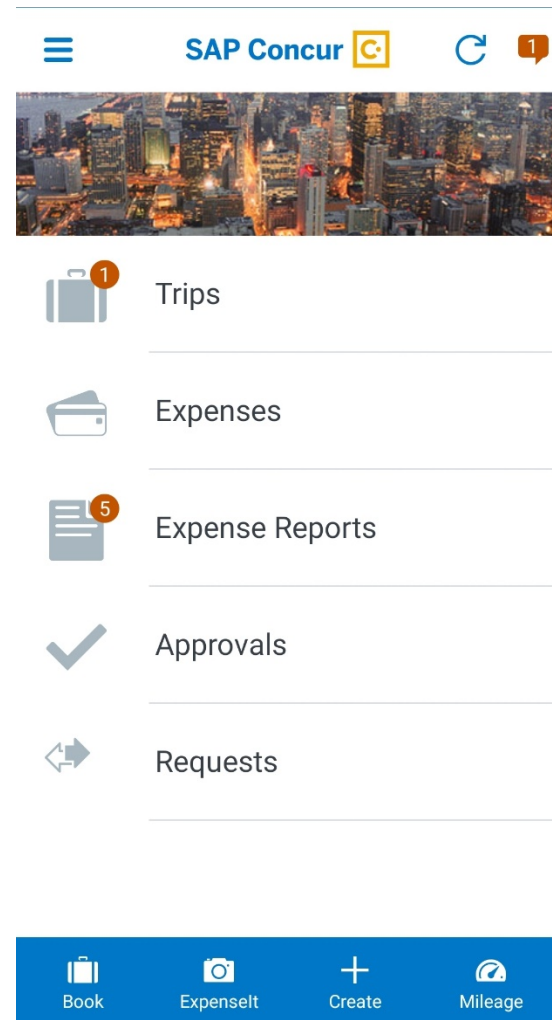 SAP Concur C.
1
1
Trips
Expenses
5
Expense Reports
Approvals
Requests
Book
ExpenseIt
Create
Mileage